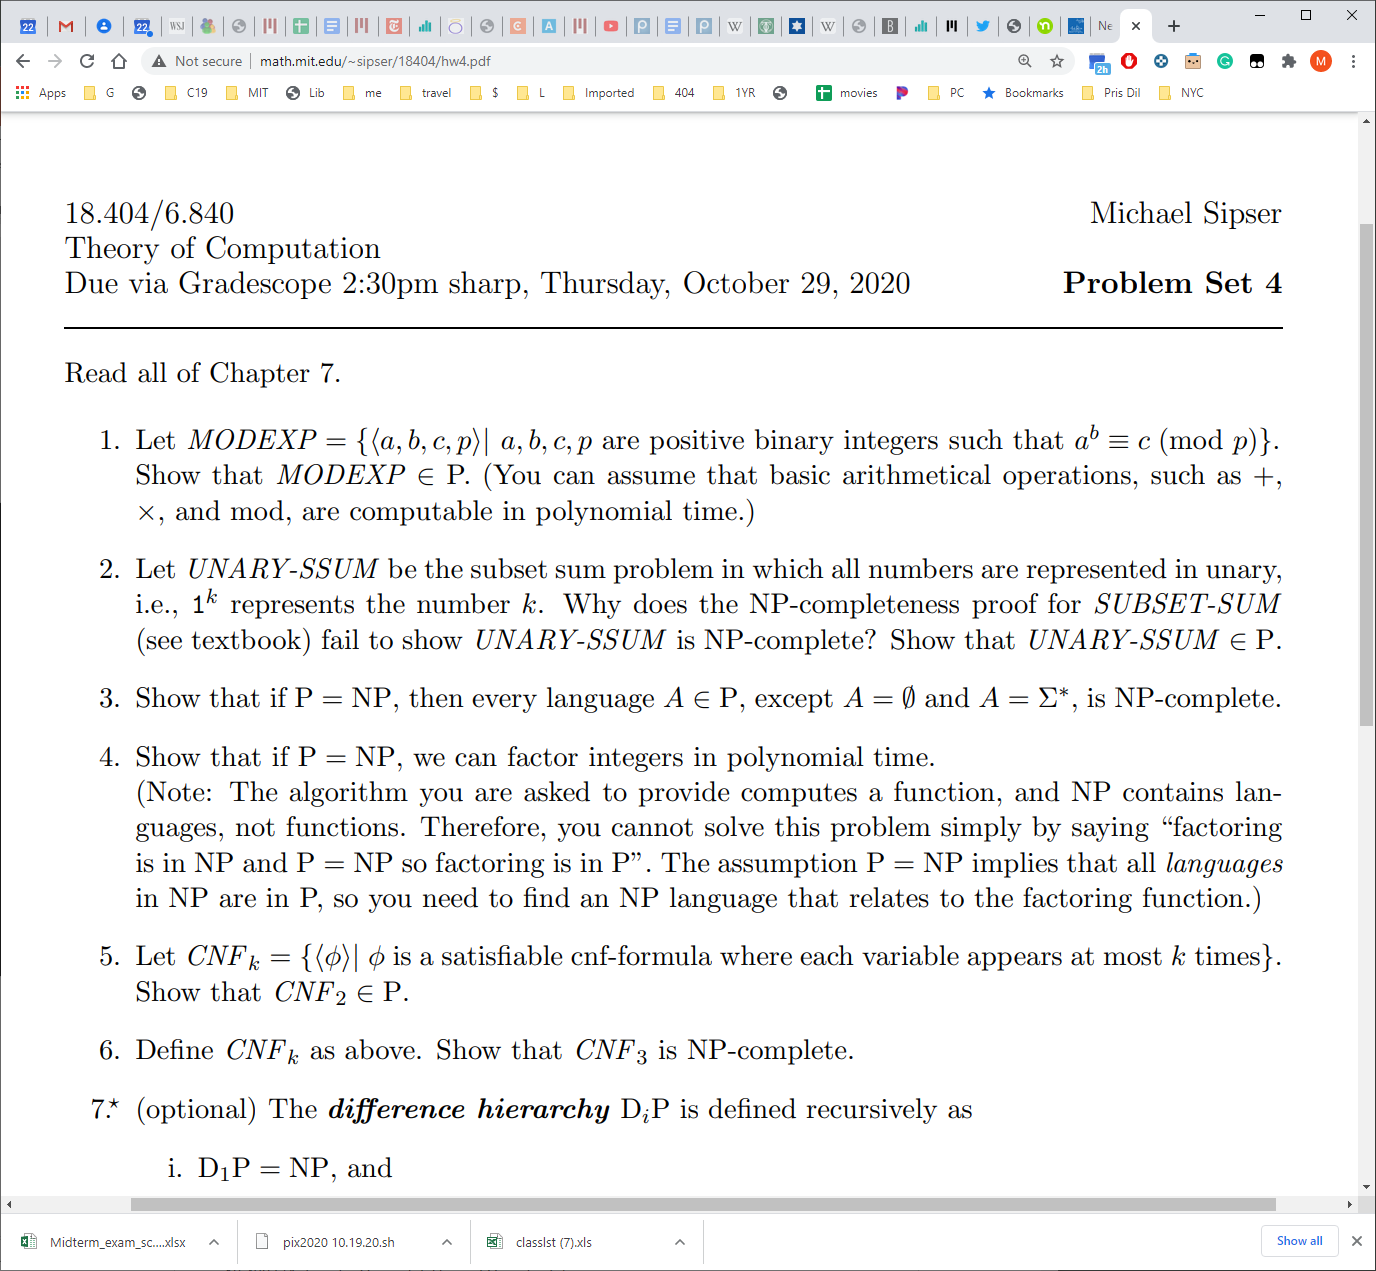 22 M 22 WSJ C A P P W W B n Ne × +
Not secure | math.mit.edu/~sipser/18404/hw4.pdf 2h G M
Apps G C19 MIT Lib me travel $ L Imported 404 1YR movies PC Bookmarks Pris Dil NYC
18.404/6.840 Michael Sipser
Theory of Computation
Due via Gradescope 2:30pm sharp, Thursday, October 29, 2020 Problem Set 4
Read all of Chapter 7.
1. Let MODEXP = {⟨a, b, c, p⟩| a, b, c, p are positive binary integers such that aᵇ ≡ c (mod p)}.
Show that MODEXP ∈ P. (You can assume that basic arithmetical operations, such as +,
×, and mod, are computable in polynomial time.)
2. Let UNARY-SSUM be the subset sum problem in which all numbers are represented in unary,
i.e., 1ᵏ represents the number k. Why does the NP-completeness proof for SUBSET-SUM
(see textbook) fail to show UNARY-SSUM is NP-complete? Show that UNARY-SSUM ∈ P.
3. Show that if P = NP, then every language A ∈ P, except A = ∅ and A = Σ*, is NP-complete.
4. Show that if P = NP, we can factor integers in polynomial time.
(Note: The algorithm you are asked to provide computes a function, and NP contains lan-
guages, not functions. Therefore, you cannot solve this problem simply by saying “factoring
is in NP and P = NP so factoring is in P”. The assumption P = NP implies that all languages
in NP are in P, so you need to find an NP language that relates to the factoring function.)
5. Let CNFₖ = {⟨ϕ⟩| ϕ is a satisfiable cnf-formula where each variable appears at most k times}.
Show that CNF₂ ∈ P.
6. Define CNFₖ as above. Show that CNF₃ is NP-complete.
7.* (optional) The difference hierarchy DᵢP is defined recursively as
i. D₁P = NP, and
Midterm_exam_sc....xlsx pix2020 10.19.20.sh classlst (7).xls Show all ×